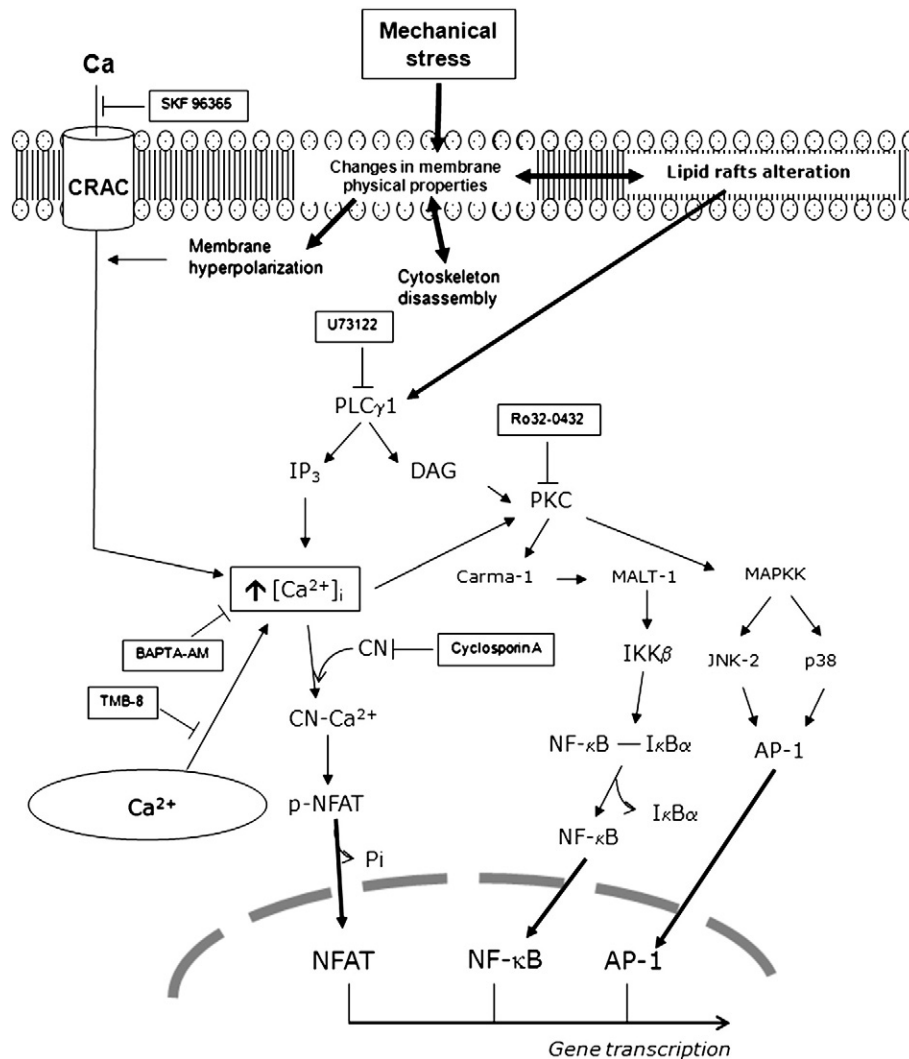 Mechanical
stress
Ca
SKF 96365
CRAC
Changes in membrane
physical properties
Lipid rafts alteration
Membrane
hyperpolarization
Cytoskeleton
disassembly
U73122
PLCγ1
Ro32-0432
IP₃
DAG
PKC
Carma-1
MALT-1
MAPKK
↑ [Ca²⁺]ᵢ
BAPTA-AM
CN
Cyclosporin A
IKKβ
JNK-2
p38
TMB-8
CN-Ca²⁺
NF-κB — IκBα
AP-1
Ca²⁺
p-NFAT
IκBα
NF-κB
Pi
NFAT
NF-κB
AP-1
Gene transcription